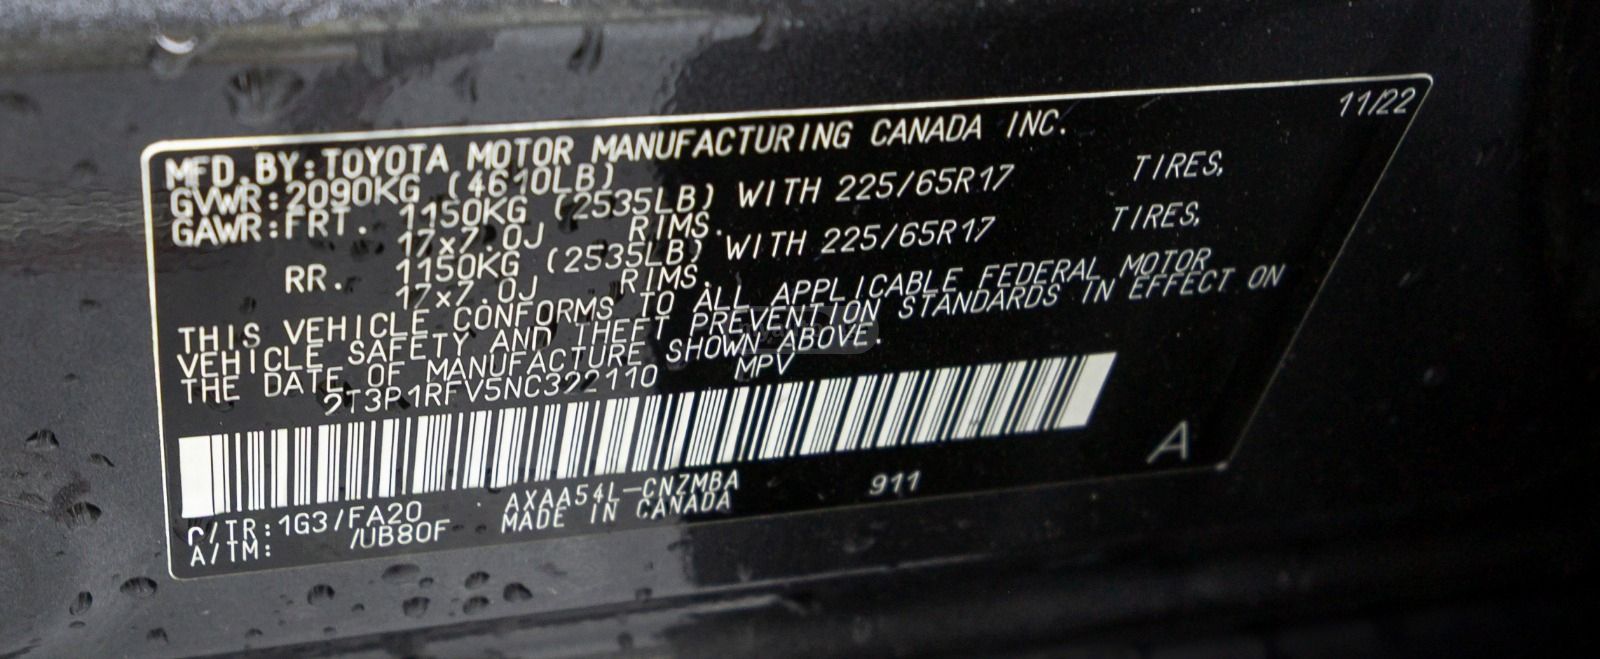 11/22
MFD.BY:TOYOTA MOTOR MANUFACTURING CANADA INC.
GVWR:2090KG (4610LB)
GAWR:FRT. 1150KG (2535LB) WITH 225/65R17 TIRES,
17×7.0J RIMS.
RR. 1150KG (2535LB) WITH 225/65R17 TIRES,
17×7.0J RIMS.
THIS VEHICLE CONFORMS TO ALL APPLICABLE FEDERAL MOTOR
VEHICLE SAFETY AND THEFT PREVENTION STANDARDS IN EFFECT ON
THE DATE OF MANUFACTURE SHOWN ABOVE.
2T3P1RFV5NC322110 MPV
C/TR:1G3/FA20 AXAA54L-CNZMBA 911 A
A/TM: /UB80F MADE IN CANADA